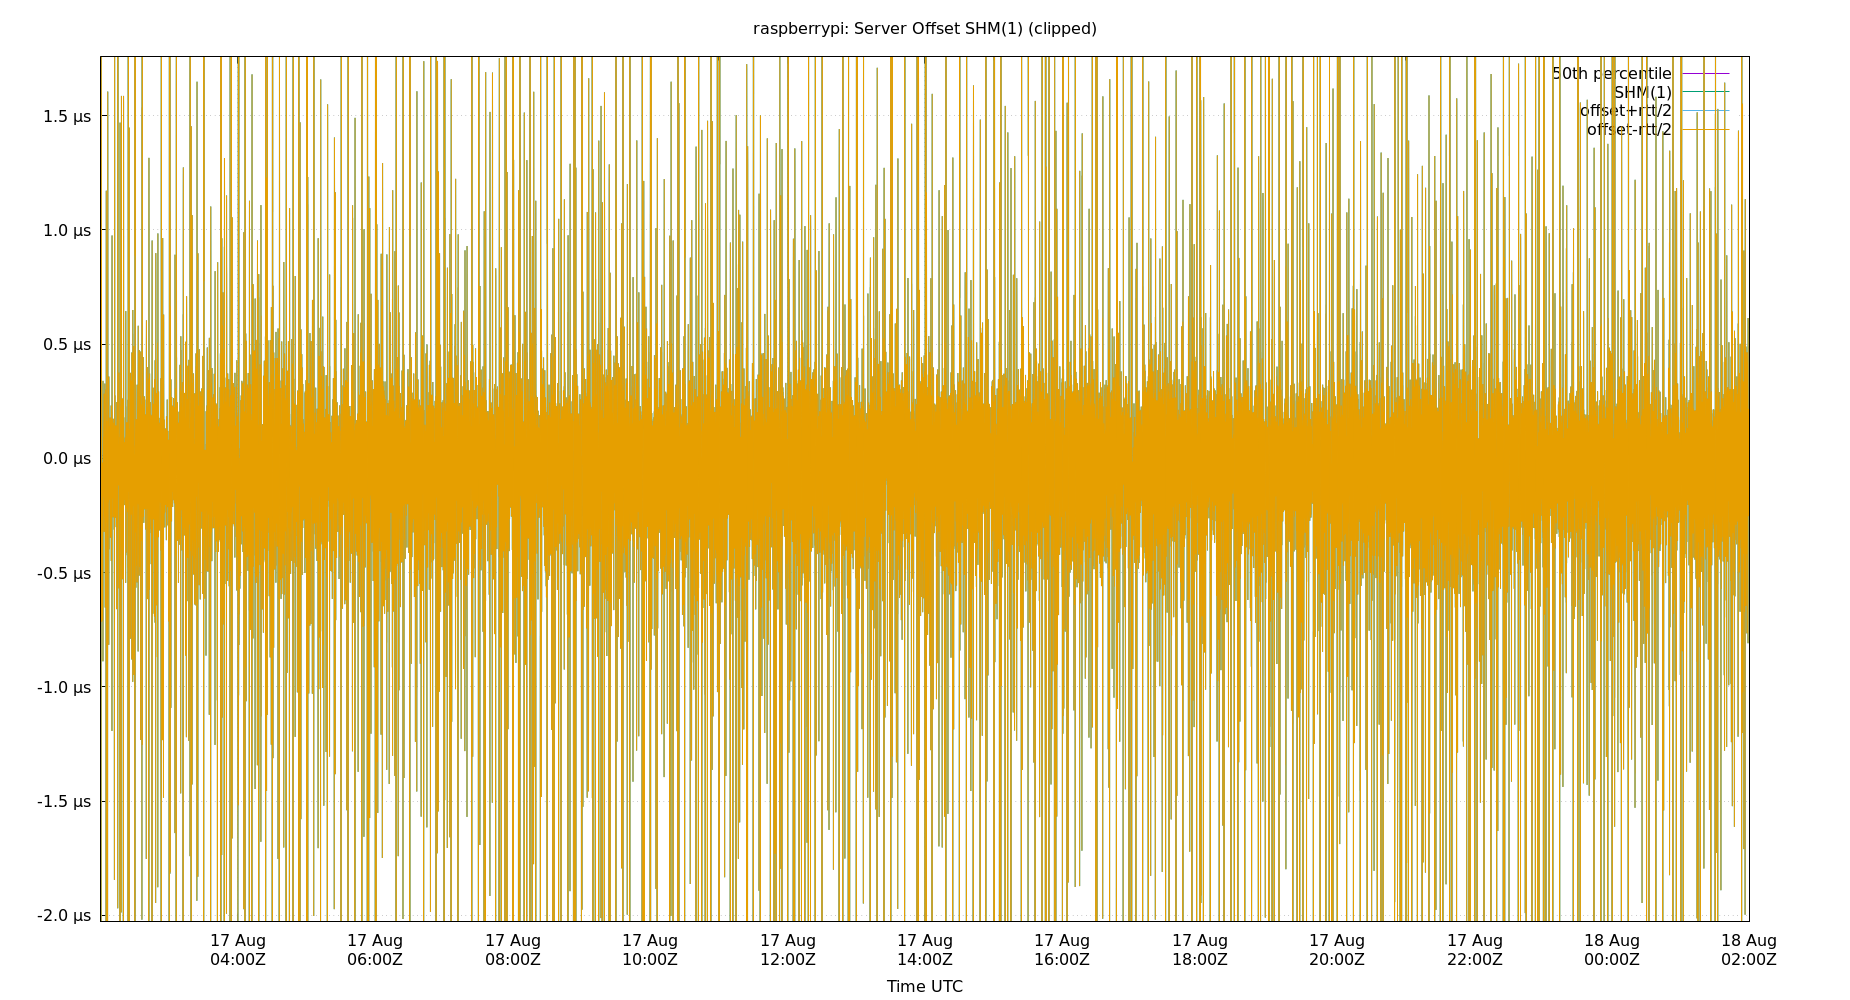 raspberrypi: Server Offset SHM(1) (clipped)
50th percentile
SHM(1)
offset+rtt/2
offset-rtt/2
1.5 µs
1.0 µs
0.5 µs
0.0 µs
-0.5 µs
-1.0 µs
-1.5 µs
-2.0 µs
17 Aug 17 Aug 17 Aug 17 Aug 17 Aug 17 Aug 17 Aug 17 Aug 17 Aug 17 Aug 18 Aug 18 Aug
04:00Z 06:00Z 08:00Z 10:00Z 12:00Z 14:00Z 16:00Z 18:00Z 20:00Z 22:00Z 00:00Z 02:00Z
Time UTC